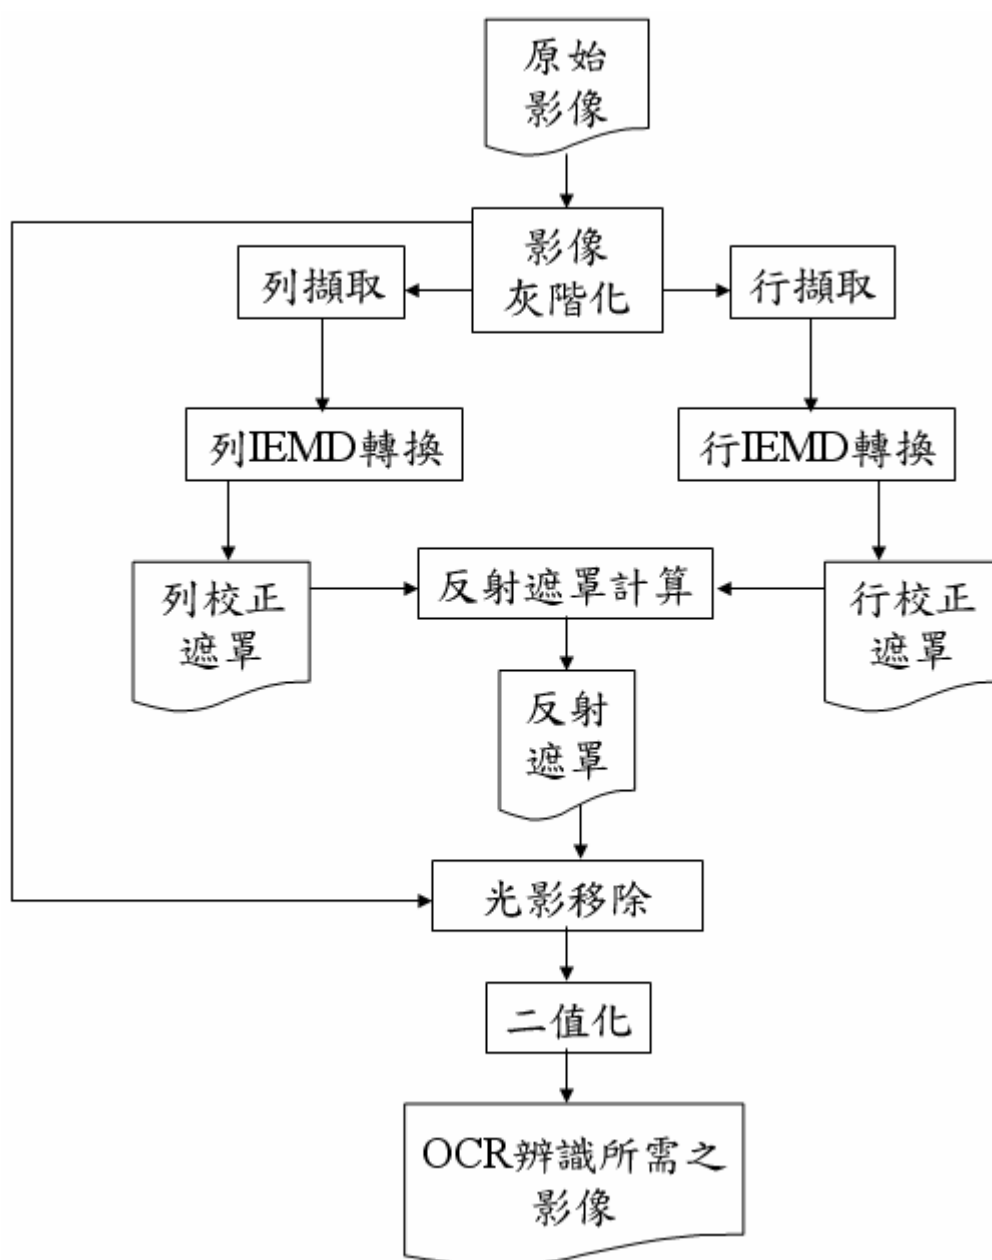 原始
影像
影像
灰階化
列擷取
行擷取
列IEMD轉換
行IEMD轉換
列校正
遮罩
反射遮罩計算
行校正
遮罩
反射
遮罩
光影移除
二值化
OCR辨識所需之
影像